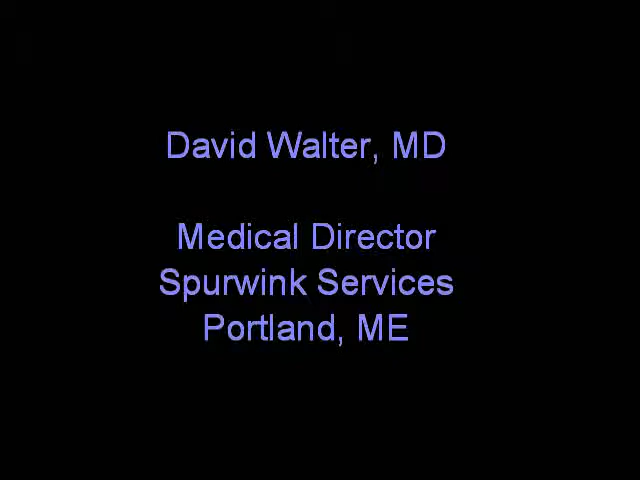 David Walter, MD
Medical Director
Spurwink Services
Portland, ME